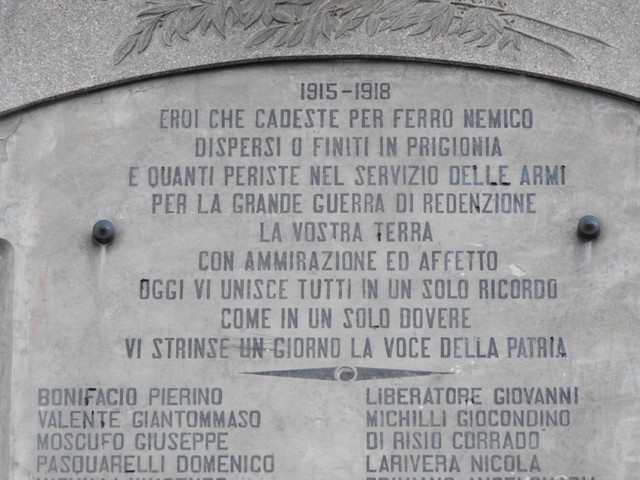 1915-1918
EROI CHE CADESTE PER FERRO NEMICO
DISPERSI O FINITI IN PRIGIONIA
E QUANTI PERISTE NEL SERVIZIO DELLE ARMI
PER LA GRANDE GUERRA DI REDENZIONE
LA VOSTRA TERRA
CON AMMIRAZIONE ED AFFETTO
OGGI VI UNISCE TUTTI IN UN SOLO RICORDO
COME IN UN SOLO DOVERE
VI STRINSE UN GIORNO LA VOCE DELLA PATRIA
BONIFACIO PIERINO
VALENTE GIANTOMMASO
MOSCUFO GIUSEPPE
PASQUARELLI DOMENICO
LIBERATORE GIOVANNI
MICHILLI GIOCONDINO
DI RISIO CORRADO
LARIVERA NICOLA